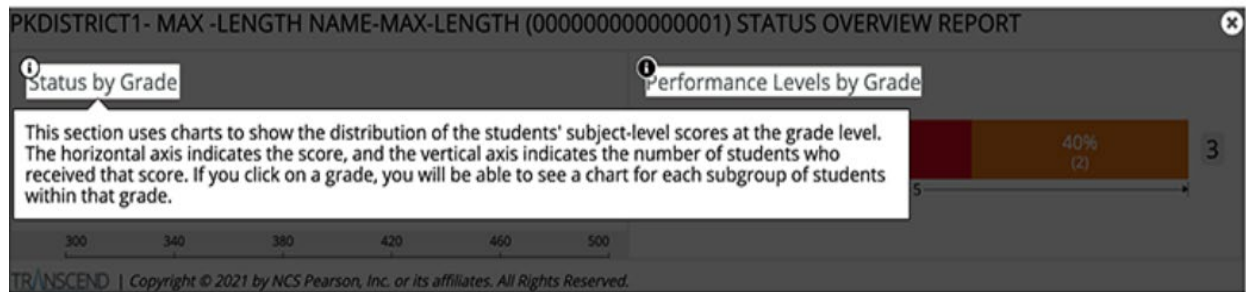 PKDISTRICT1- MAX -LENGTH NAME-MAX-LENGTH (000000000000001) STATUS OVERVIEW REPORT
Status by Grade
Performance Levels by Grade
This section uses charts to show the distribution of the students' subject-level scores at the grade level.
The horizontal axis indicates the score, and the vertical axis indicates the number of students who
received that score. If you click on a grade, you will be able to see a chart for each subgroup of students
within that grade.
40%
(2)
3
5
300 340 380 420 460 500
TRANSCEND | Copyright © 2021 by NCS Pearson, Inc. or its affiliates. All Rights Reserved.